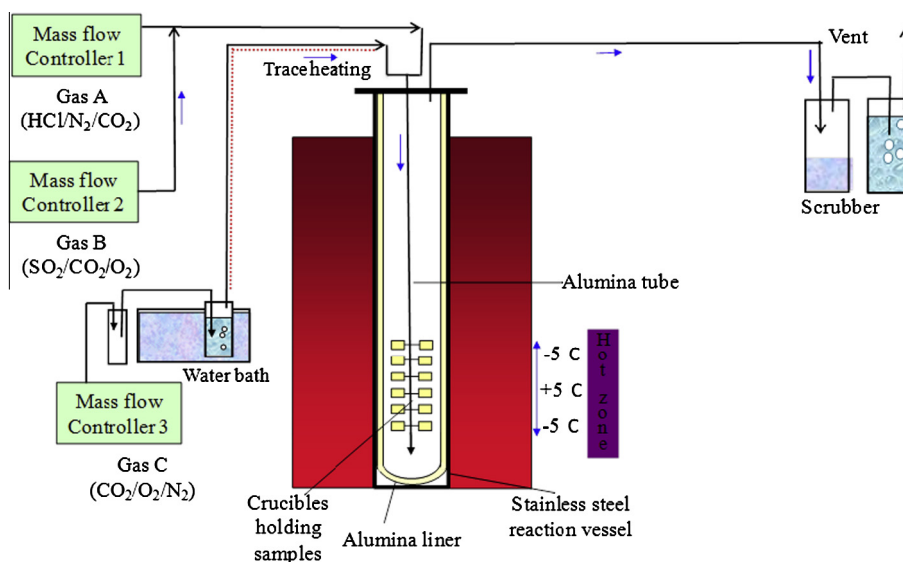 Mass flow
Controller 1
Gas A
(HCl/N₂/CO₂)
Mass flow
Controller 2
Gas B
(SO₂/CO₂/O₂)
Mass flow
Controller 3
Gas C
(CO₂/O₂/N₂)
Water bath
Trace heating
Vent
Scrubber
Alumina tube
-5 C
+5 C
-5 C
Hot zone
Crucibles
holding
samples
Alumina liner
Stainless steel
reaction vessel